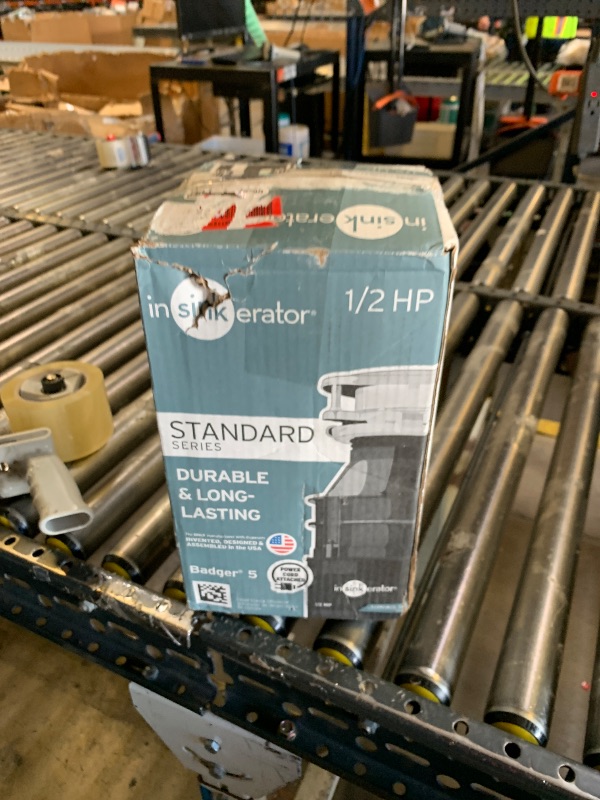 insinkerator
insinkerator®
1/2 HP
STANDARD
SERIES
DURABLE
& LONG-
LASTING
INVENTED, DESIGNED &
ASSEMBLED in the USA
Badger® 5
POWER
CORD
ATTACHED
insinkerator®